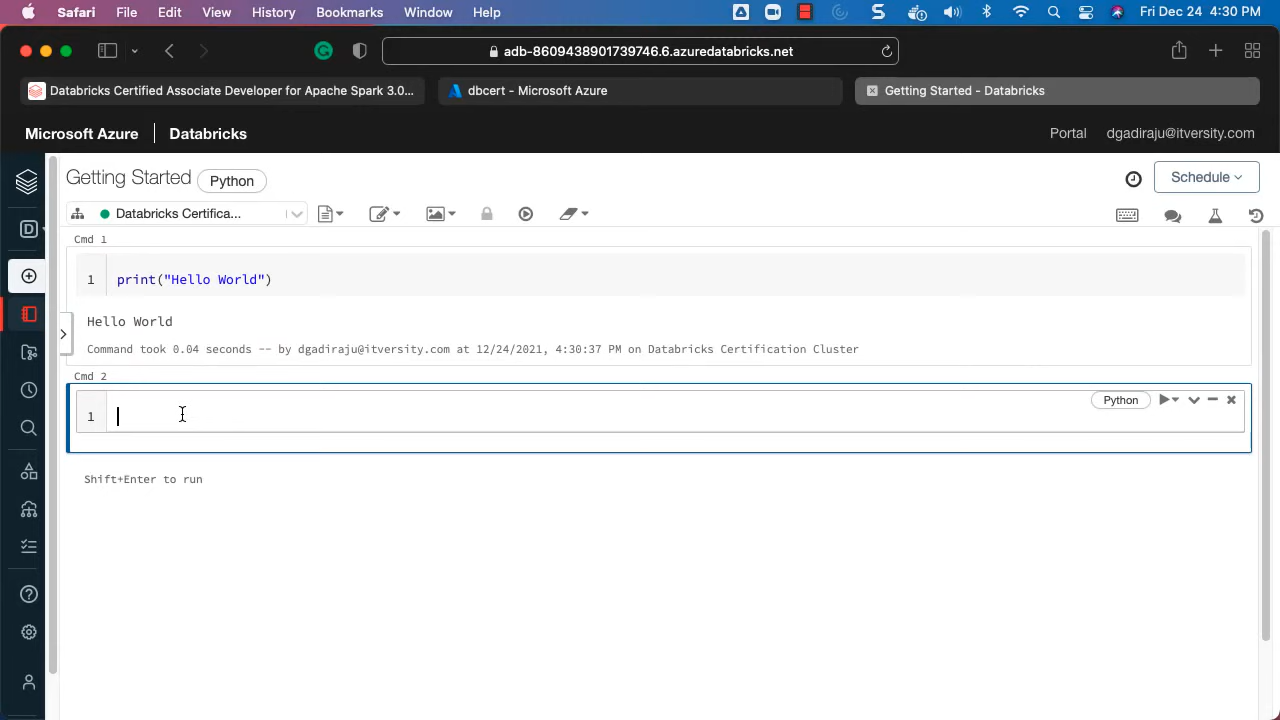 Safari File Edit View History Bookmarks Window Help Fri Dec 24 4:30 PM
adb-8609438901739746.6.azuredatabricks.net
Databricks Certified Associate Developer for Apache Spark 3.0... dbcert - Microsoft Azure Getting Started - Databricks
Microsoft Azure Databricks Portal dgadiraju@itversity.com
Getting Started Python Schedule
D Databricks Certifica...
Cmd 1
1 print("Hello World")
Hello World
Command took 0.04 seconds -- by dgadiraju@itversity.com at 12/24/2021, 4:30:37 PM on Databricks Certification Cluster
Cmd 2
Python
1
Shift+Enter to run